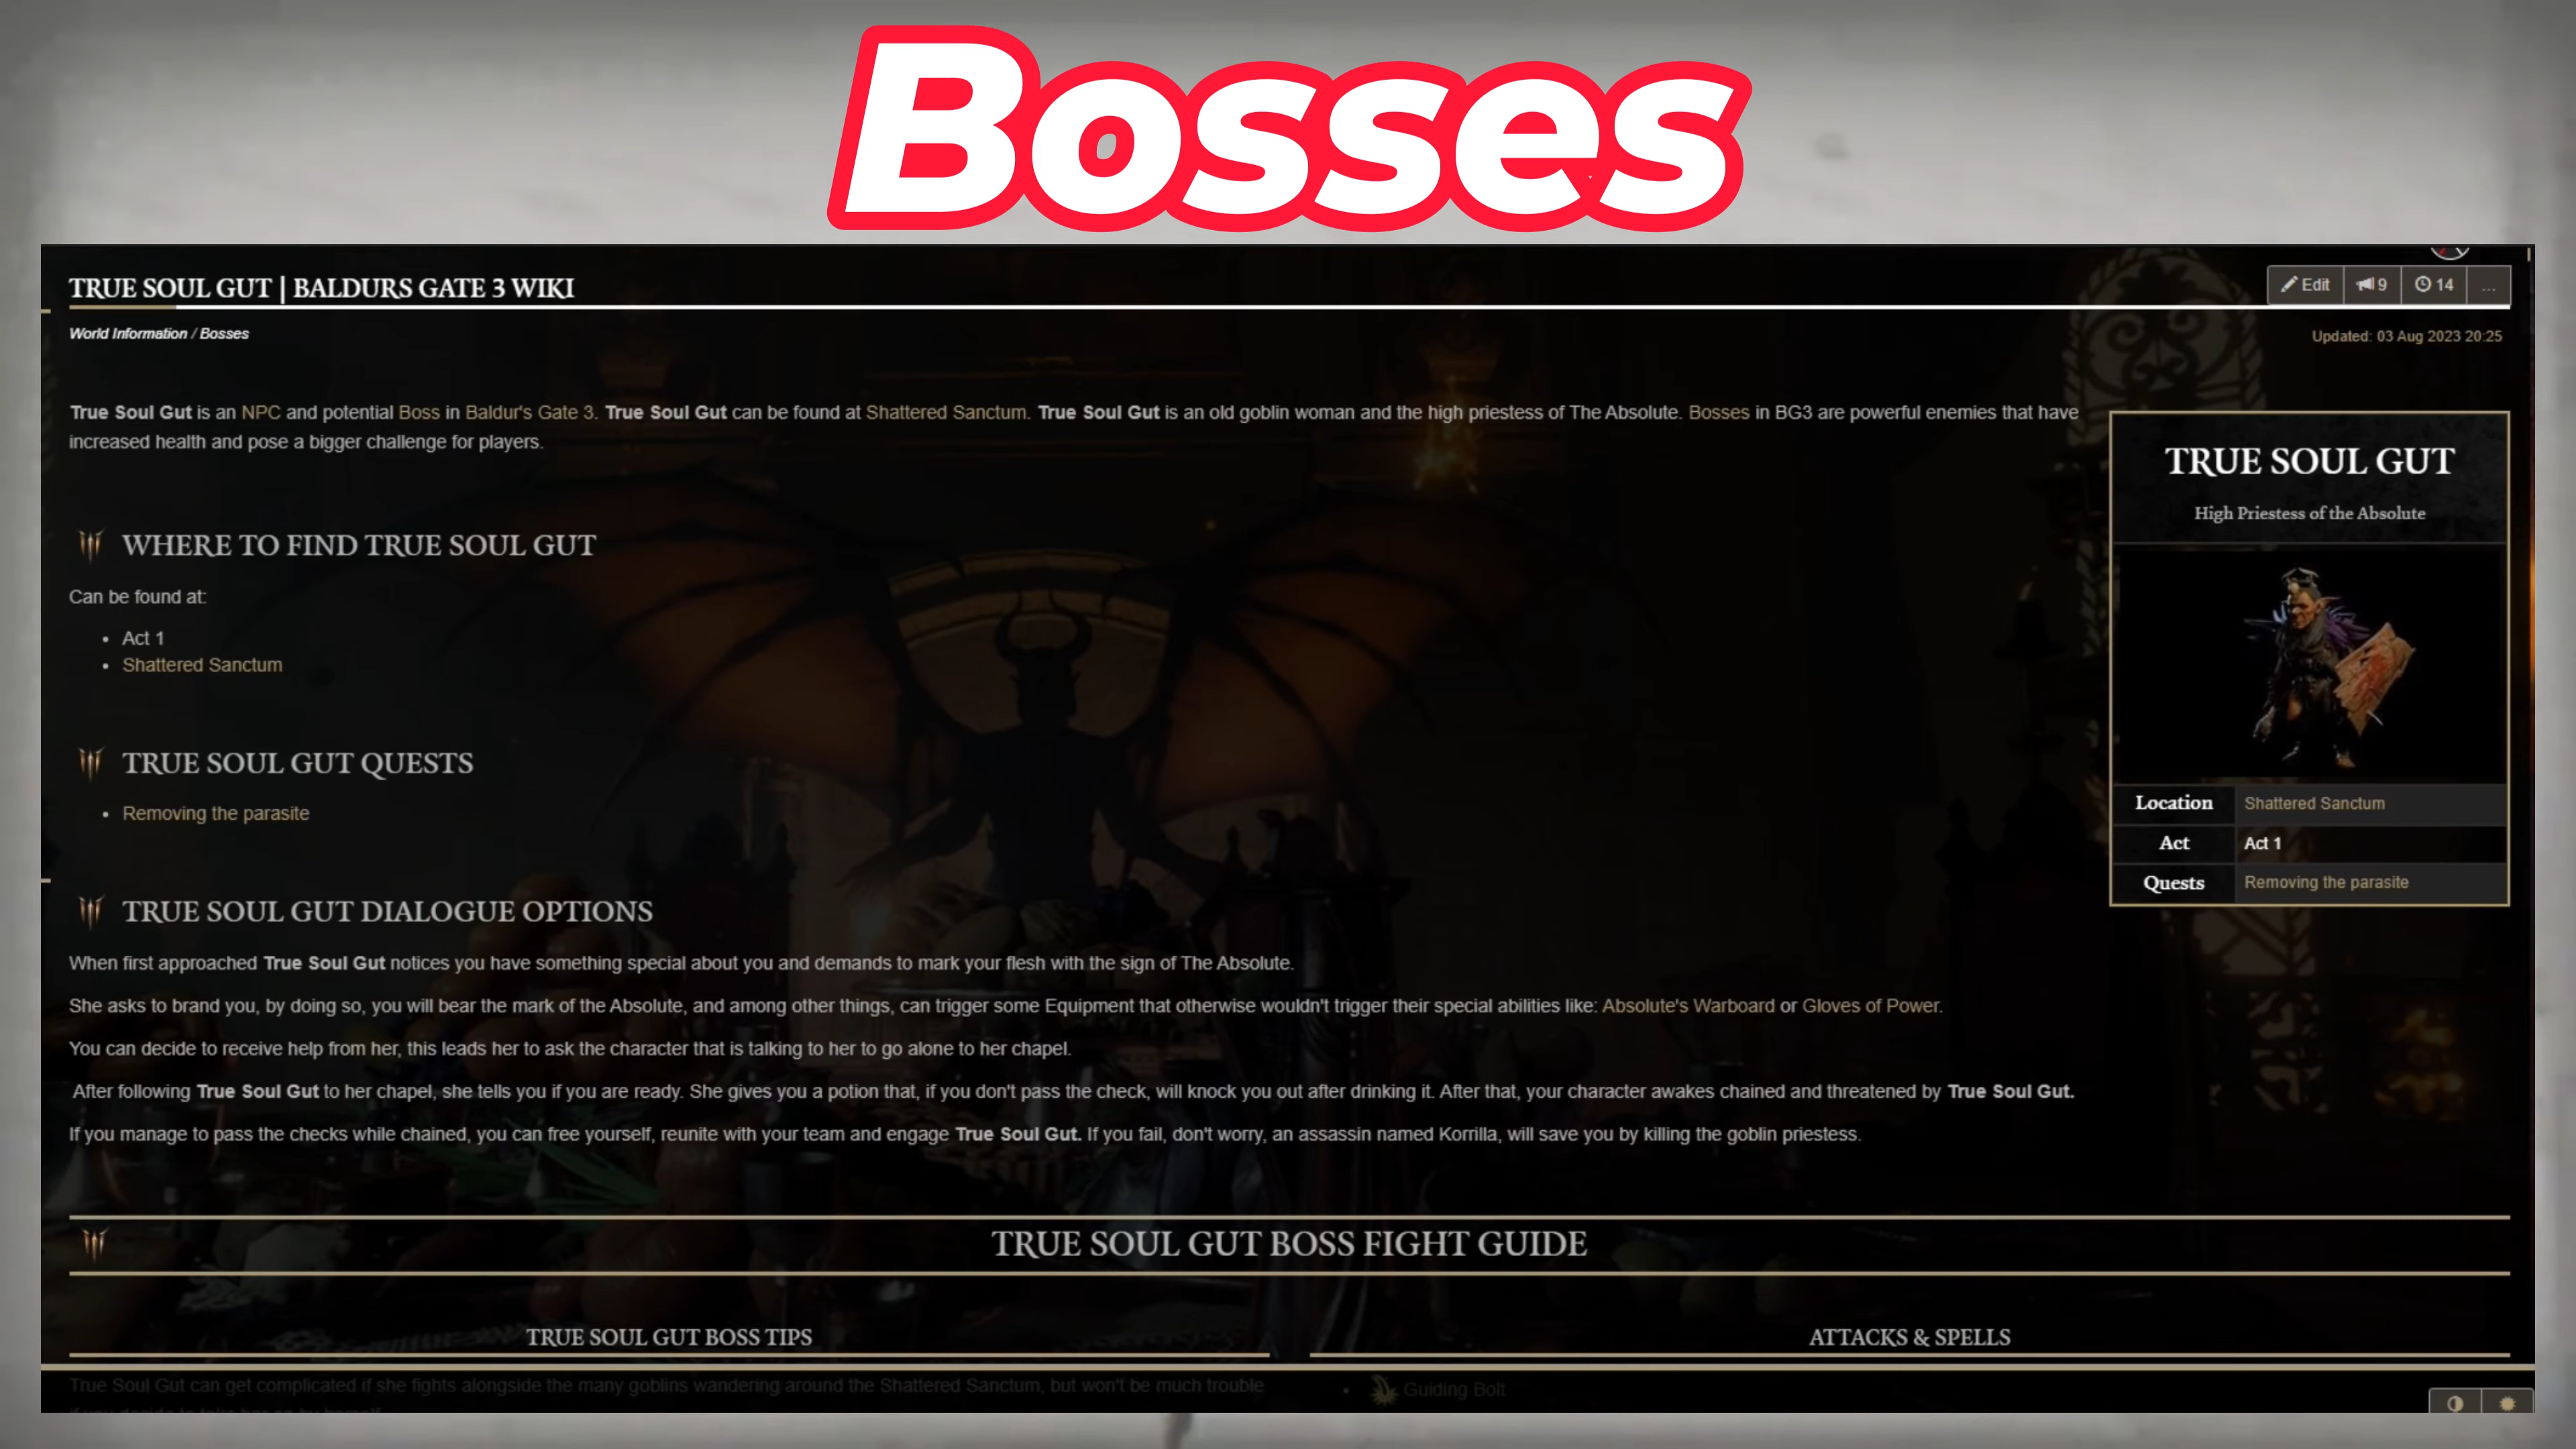 Bosses
TRUE SOUL GUT | BALDURS GATE 3 WIKI
Edit
9
14
...
World Information / Bosses
Updated: 03 Aug 2023 20:25
True Soul Gut is an NPC and potential Boss in Baldur's Gate 3. True Soul Gut can be found at Shattered Sanctum. True Soul Gut is an old goblin woman and the high priestess of The Absolute. Bosses in BG3 are powerful enemies that have
increased health and pose a bigger challenge for players.
TRUE SOUL GUT
High Priestess of the Absolute
Location Shattered Sanctum
Act Act 1
Quests Removing the parasite
WHERE TO FIND TRUE SOUL GUT
Can be found at:
• Act 1
• Shattered Sanctum
TRUE SOUL GUT QUESTS
• Removing the parasite
TRUE SOUL GUT DIALOGUE OPTIONS
When first approached True Soul Gut notices you have something special about you and demands to mark your flesh with the sign of The Absolute.
She asks to brand you, by doing so, you will bear the mark of the Absolute, and among other things, can trigger some Equipment that otherwise wouldn't trigger their special abilities like: Absolute's Warboard or Gloves of Power.
You can decide to receive help from her, this leads her to ask the character that is talking to her to go alone to her chapel.
After following True Soul Gut to her chapel, she tells you if you are ready. She gives you a potion that, if you don't pass the check, will knock you out after drinking it. After that, your character awakes chained and threatened by True Soul Gut.
If you manage to pass the checks while chained, you can free yourself, reunite with your team and engage True Soul Gut. If you fail, don't worry, an assassin named Korrilla, will save you by killing the goblin priestess.
TRUE SOUL GUT BOSS FIGHT GUIDE
TRUE SOUL GUT BOSS TIPS
ATTACKS & SPELLS
True Soul Gut can get complicated if she fights alongside the many goblins wandering around the Shattered Sanctum, but won't be much trouble
• Guiding Bolt